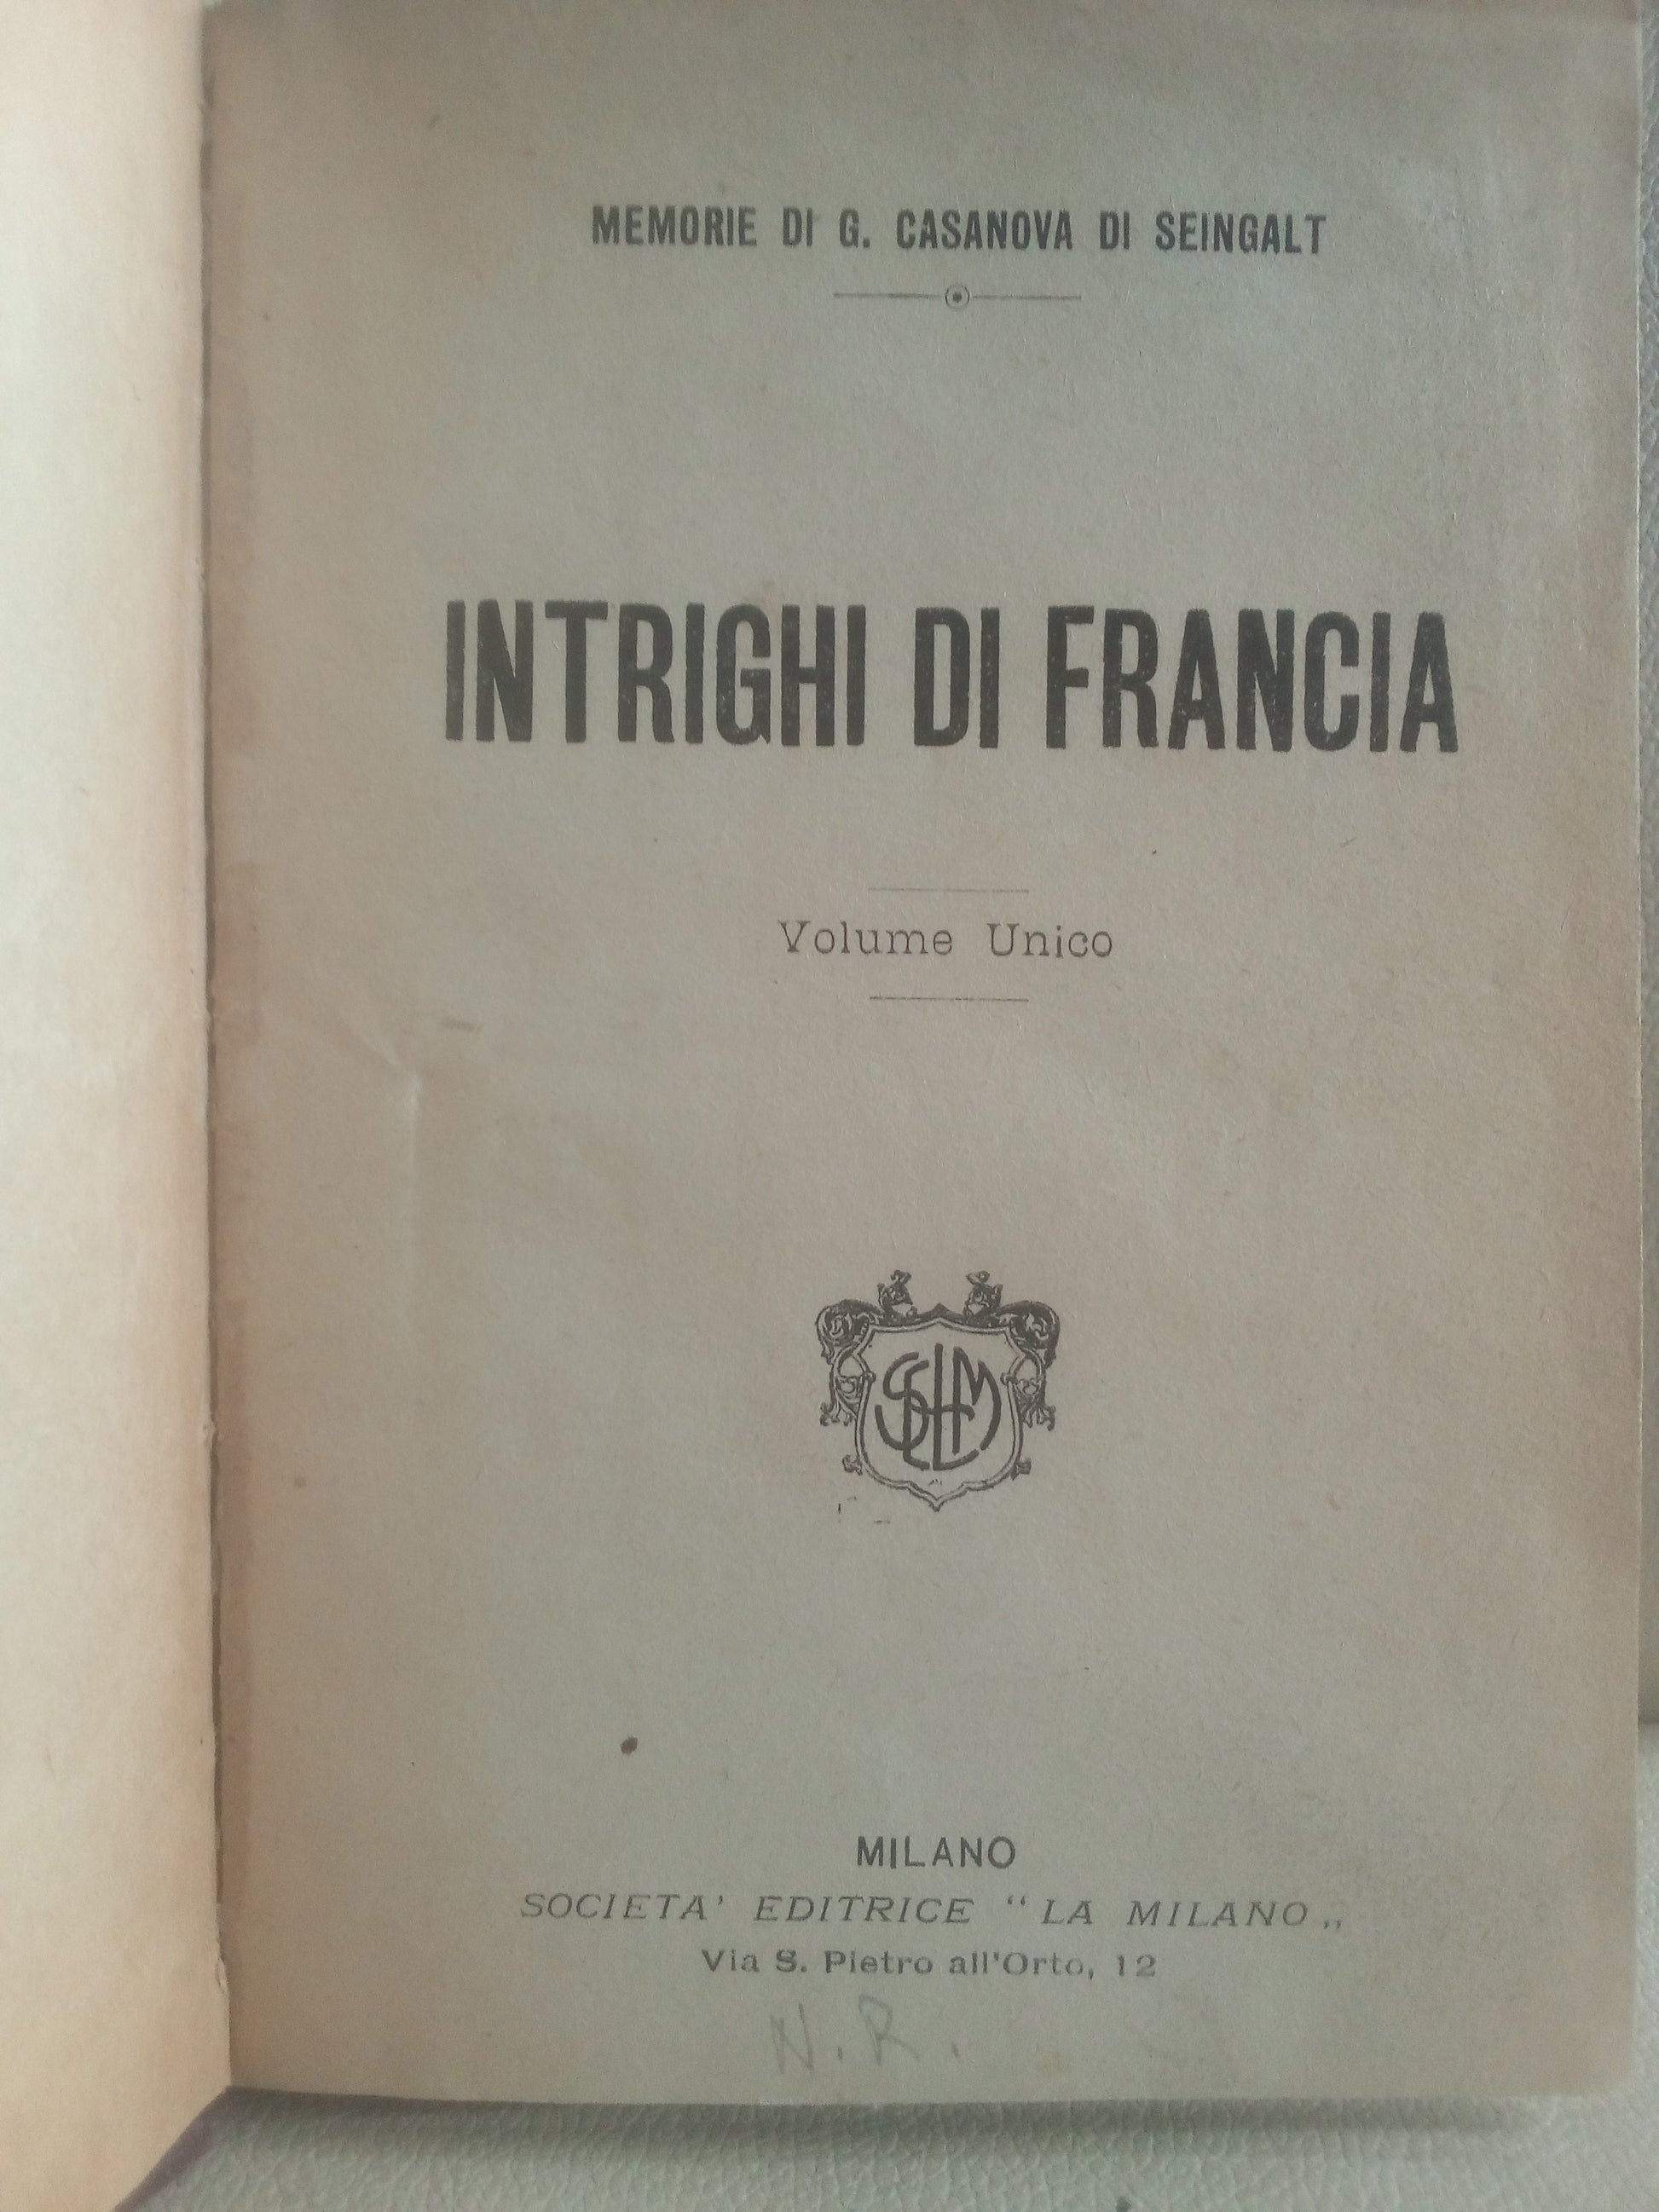 MEMORIE DI G. CASANOVA DI SEINGALT
INTRIGHI DI FRANCIA
Volume Unico
SELM
MILANO
SOCIETA' EDITRICE “ LA MILANO „
Via S. Pietro all'Orto, 12
N. R.